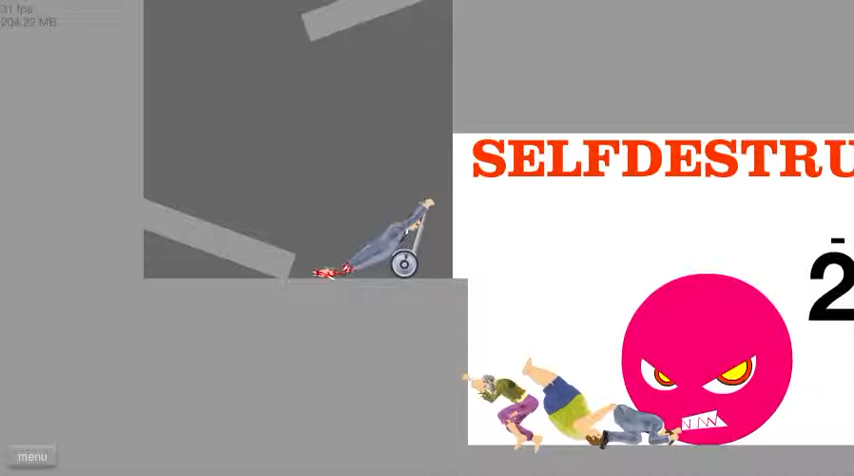 31 fps
204.22 MB
SELFDESTRU
2
menu